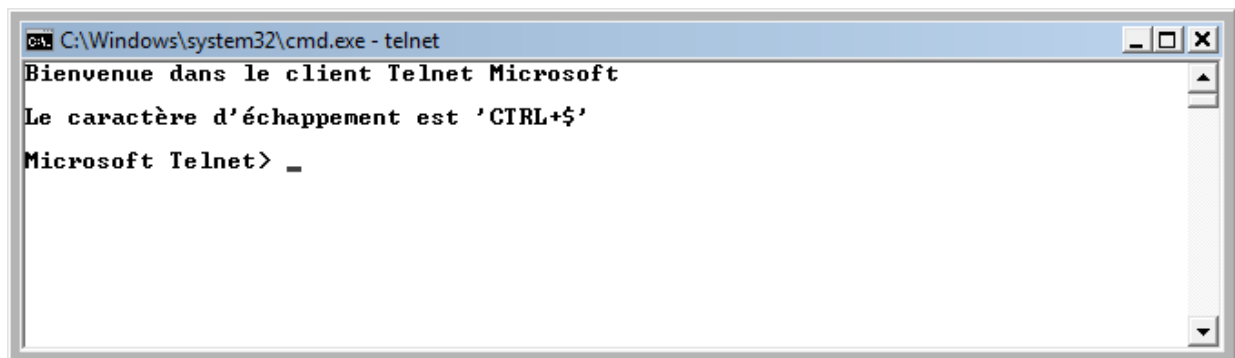 C:\Windows\system32\cmd.exe - telnet
Bienvenue dans le client Telnet Microsoft
Le caractère d'échappement est 'CTRL+$'
Microsoft Telnet> _